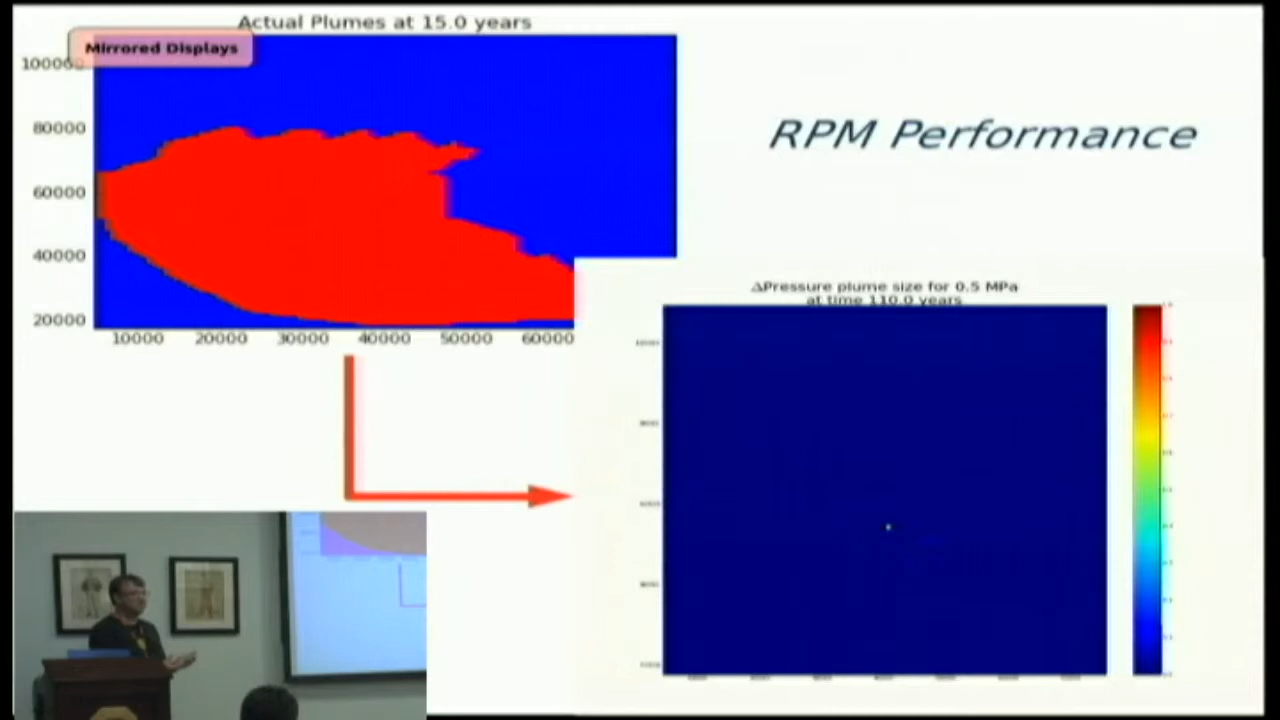 Actual Plumes at 15.0 years
Mirrored Displays
100000
80000
60000
40000
20000
10000 20000 30000 40000 50000 60000
RPM Performance
ΔPressure plume size for 0.5 MPa
at time 110.0 years